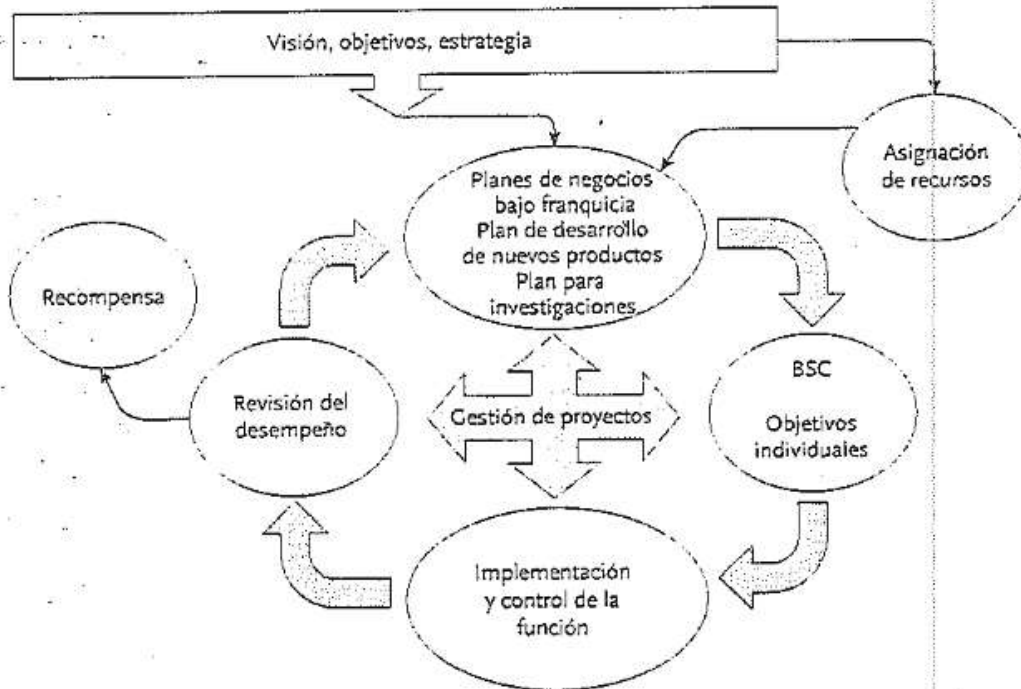 Visión, objetivos, estrategia
Asignación
de recursos
Planes de negocios
bajo franquicia
Plan de desarrollo
de nuevos productos
Plan para
investigaciones
Recompensa
BSC
Objetivos
individuales
Revisión del
desempeño
Gestión de proyectos
Implementación
y control de la
función